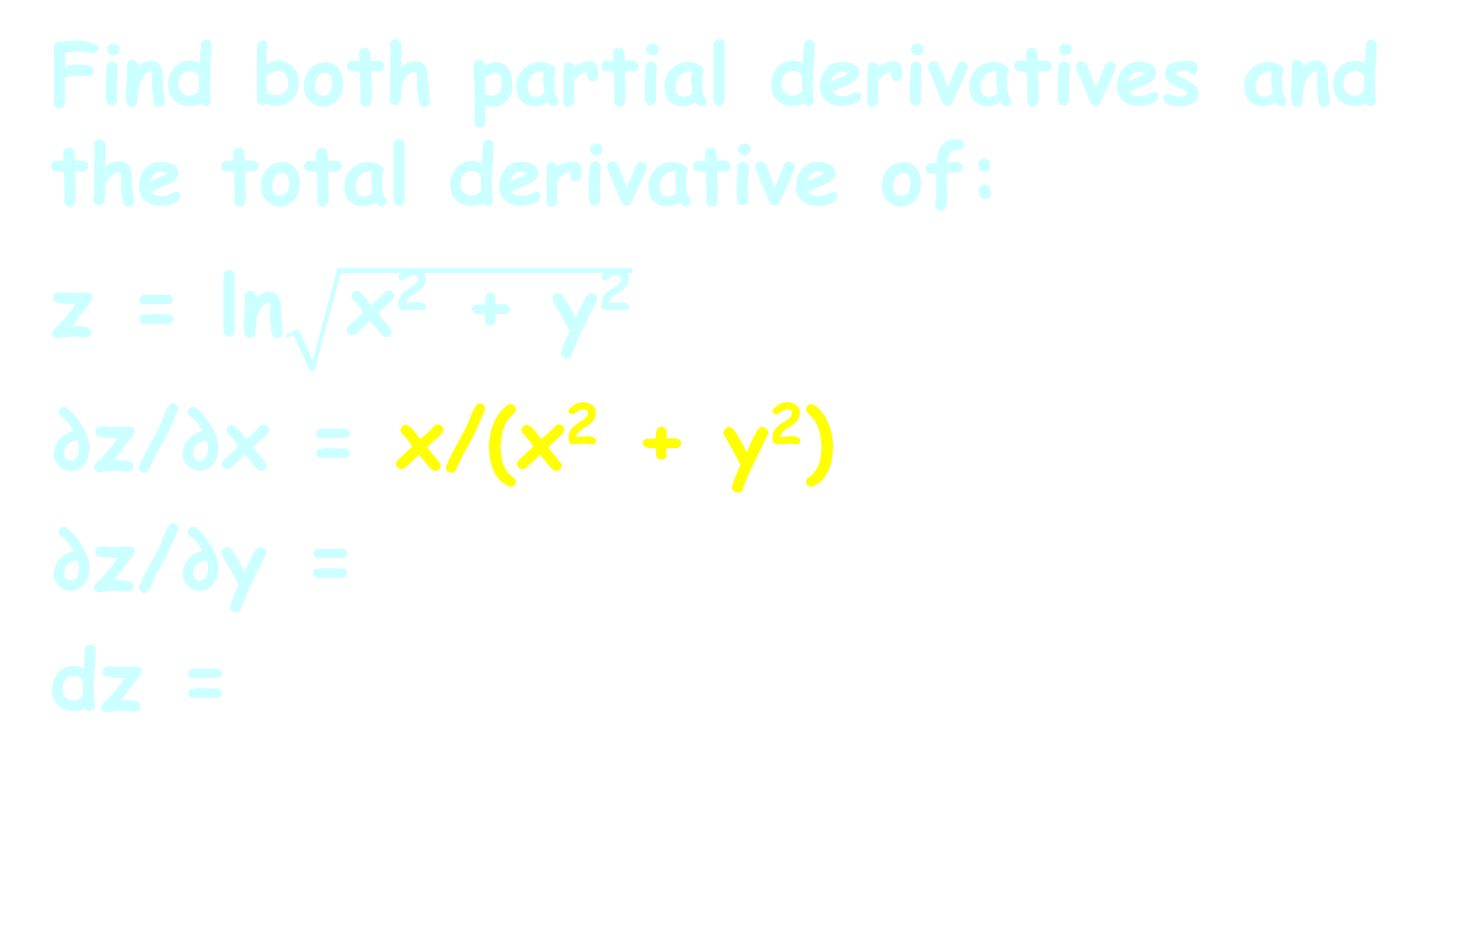 Find both partial derivatives and
the total derivative of:
z = ln√x² + y²
∂z/∂x = x/(x² + y²)
∂z/∂y =
dz =